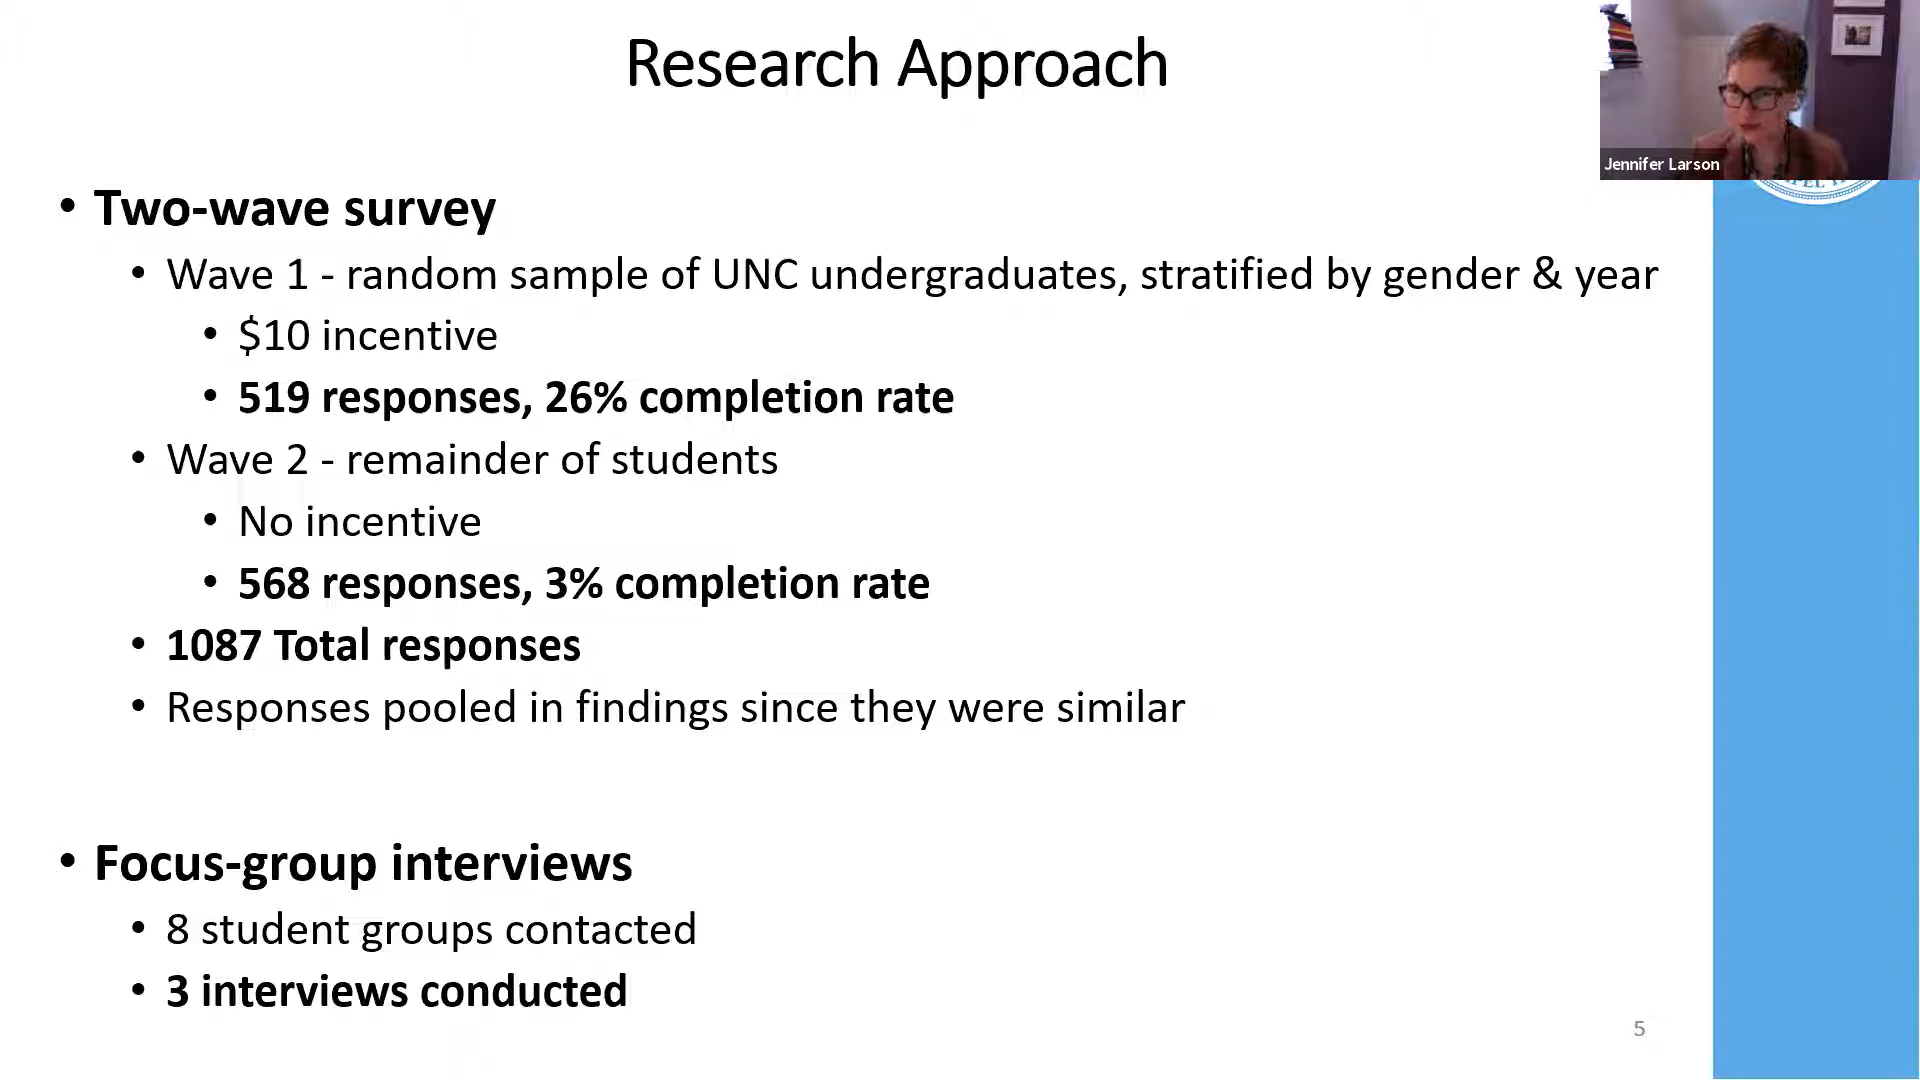 Research Approach
Jennifer Larson
• Two-wave survey
• Wave 1 - random sample of UNC undergraduates, stratified by gender & year
• $10 incentive
• 519 responses, 26% completion rate
• Wave 2 - remainder of students
• No incentive
• 568 responses, 3% completion rate
• 1087 Total responses
• Responses pooled in findings since they were similar
• Focus-group interviews
• 8 student groups contacted
• 3 interviews conducted
5